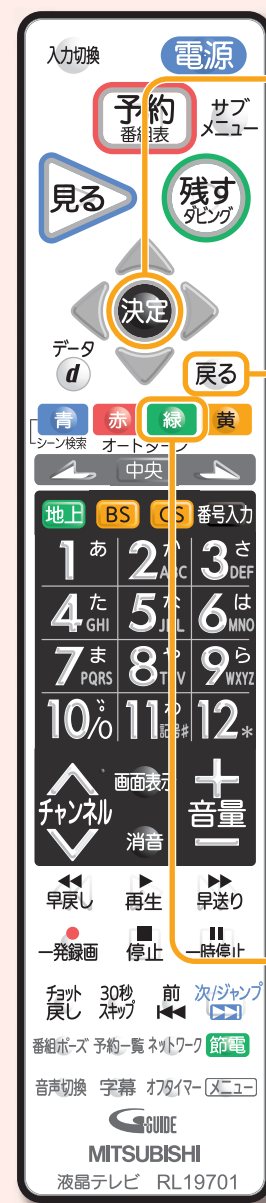 入力切換 電源
予約
番組表
サブ
メニュー
見る 残す
ダビング
決定
データ
d
戻る
青 赤 緑 黄
シーン検索 オートターン
中央
地上 BS CS 番号入力
1 あ 2 か ABC 3 さ DEF
4 た GHI 5 な JKL 6 は MNO
7 ま PQRS 8 や TUV 9 ら WXYZ
10/0 11 わ 記号# 12 *
チャンネル 画面表示 + 音量 −
消音
早戻し 再生 早送り
一発録画 停止 一時停止
チョット戻し 30秒スキップ 前 次/ジャンプ
番組ポーズ 予約一覧 ネットワーク 節電
音声切換 字幕 オフタイマー メニュー
G-GUIDE
MITSUBISHI
液晶テレビ RL19701